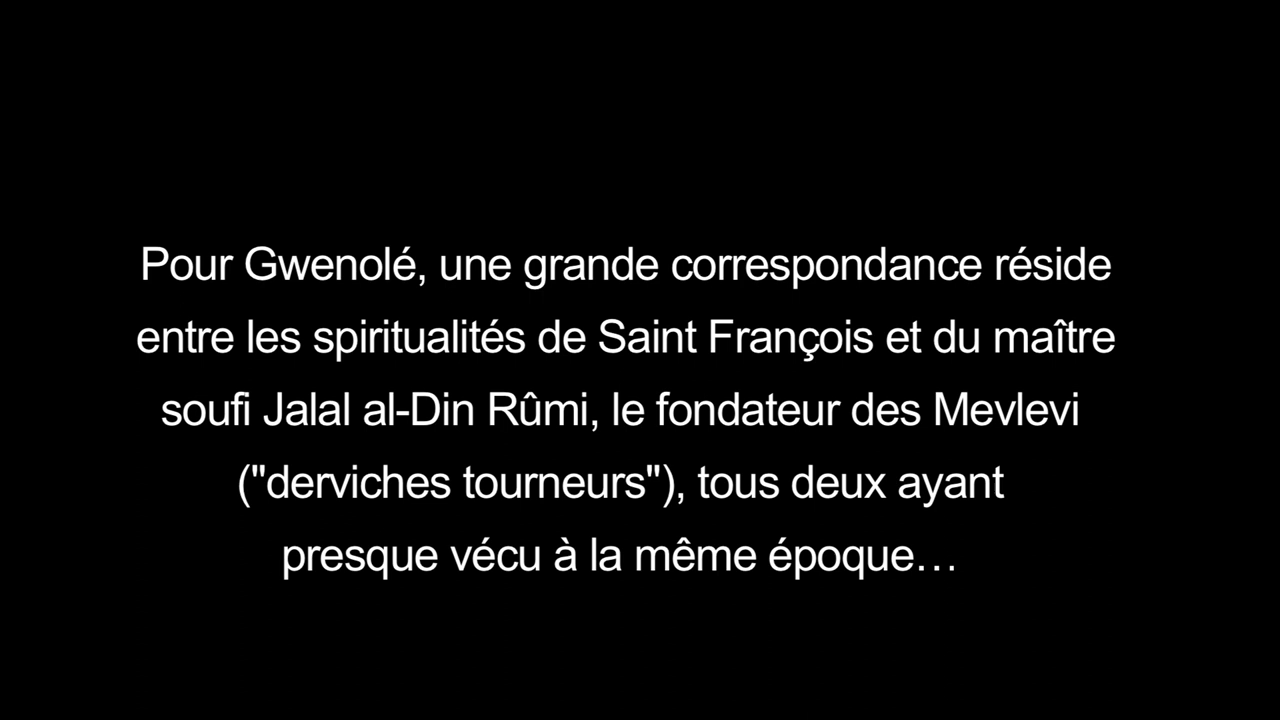 Pour Gwenolé, une grande correspondance réside
entre les spiritualités de Saint François et du maître
soufi Jalal al-Din Rûmi, le fondateur des Mevlevi
("derviches tourneurs"), tous deux ayant
presque vécu à la même époque…